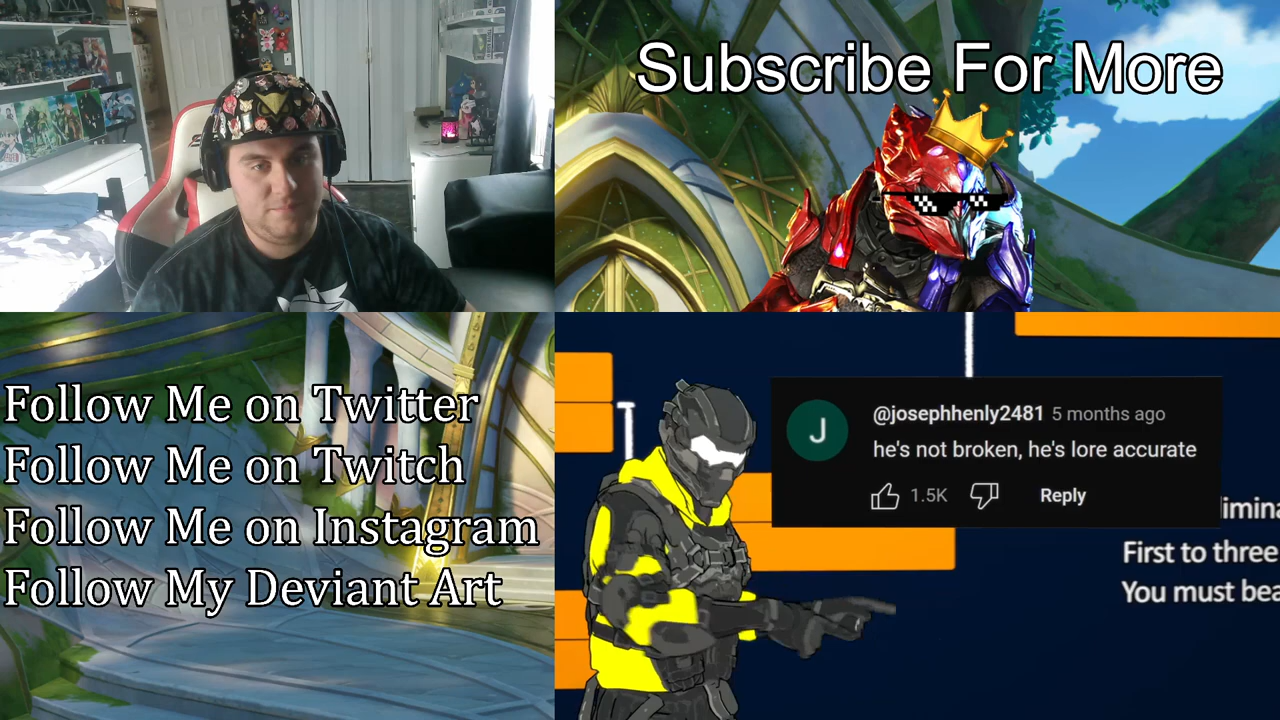 Subscribe For More
Follow Me on Twitter
Follow Me on Twitch
Follow Me on Instagram
Follow My Deviant Art
J
@josephhenly2481 5 months ago
he's not broken, he's lore accurate
1.5K Reply
First to three
You must